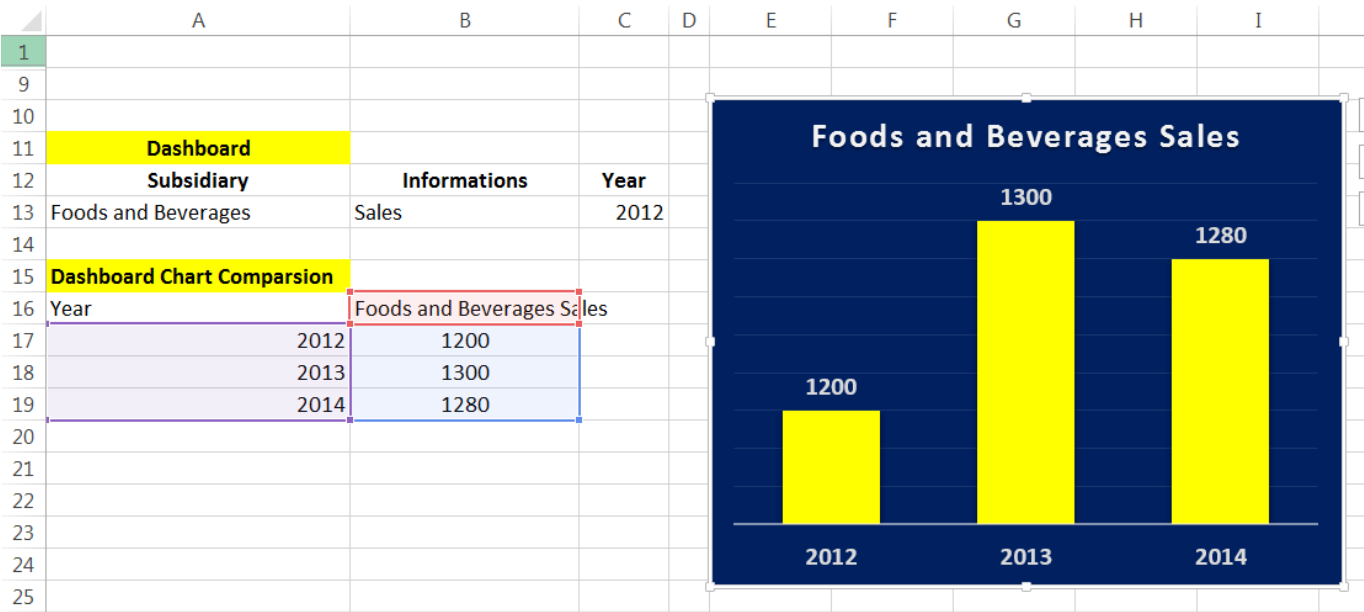 A B C D E F G H I
1
9
10
11 Dashboard
12 Subsidiary Informations Year
13 Foods and Beverages Sales 2012
14
15 Dashboard Chart Comparsion
16 Year Foods and Beverages Sales
17 2012 1200
18 2013 1300
19 2014 1280
20
21
22
23
24
25
Foods and Beverages Sales
1300
1280
1200
2012 2013 2014